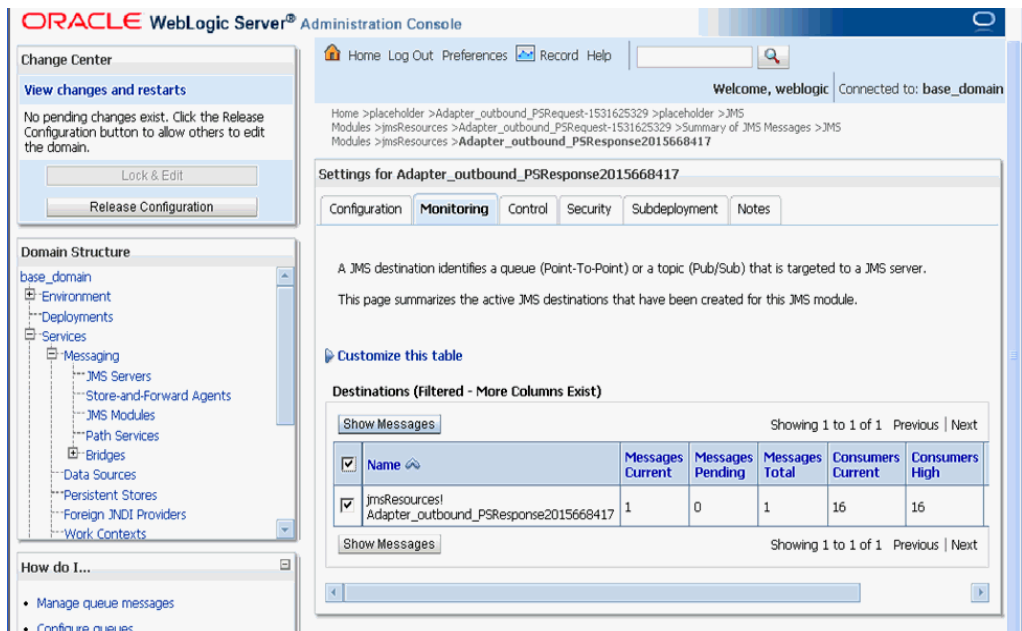 ORACLE WebLogic Server® Administration Console
Change Center
View changes and restarts
No pending changes exist. Click the Release
Configuration button to allow others to edit
the domain.
Lock & Edit
Release Configuration
Domain Structure
base_domain
Environment
Deployments
Services
Messaging
JMS Servers
Store-and-Forward Agents
JMS Modules
Path Services
Bridges
Data Sources
Persistent Stores
Foreign JNDI Providers
Work Contexts
How do I...
Manage queue messages
Configure queues
Home Log Out Preferences Record Help
Welcome, weblogic Connected to: base_domain
Home >placeholder >Adapter_outbound_PSRequest-1531625329 >placeholder >JMS
Modules >jmsResources >Adapter_outbound_PSRequest-1531625329 >Summary of JMS Messages >JMS
Modules >jmsResources >Adapter_outbound_PSResponse2015668417
Settings for Adapter_outbound_PSResponse2015668417
Configuration Monitoring Control Security Subdeployment Notes
A JMS destination identifies a queue (Point-To-Point) or a topic (Pub/Sub) that is targeted to a JMS server.
This page summarizes the active JMS destinations that have been created for this JMS module.
Customize this table
Destinations (Filtered - More Columns Exist)
Show Messages Showing 1 to 1 of 1 Previous | Next
Name Messages Current Messages Pending Messages Total Consumers Current Consumers High
jmsResources!
Adapter_outbound_PSResponse2015668417 1 0 1 16 16
Show Messages Showing 1 to 1 of 1 Previous | Next